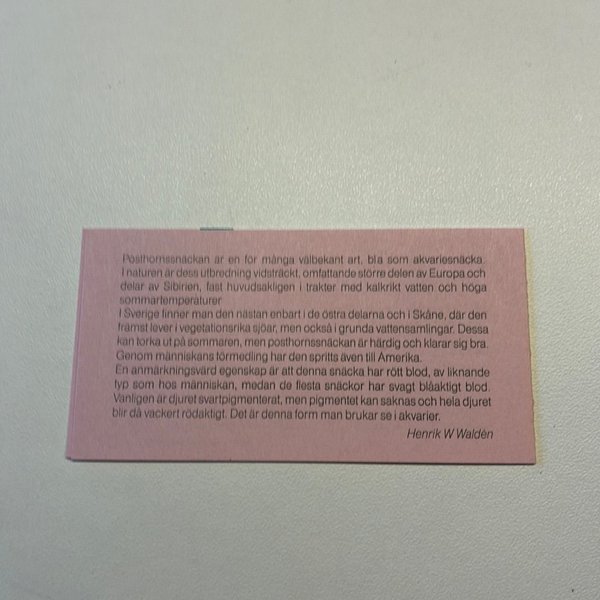 Posthornssnäckan är en för många välbekant art, bl a som akvariesnäcka.
I naturen är dess utbredning vidsträckt, omfattande större delen av Europa och
delar av Sibirien, fast huvudsakligen i trakter med kalkrikt vatten och höga
sommartemperaturer
I Sverige finner man den nästan enbart i de östra delarna och i Skåne, där den
främst lever i vegetationsrika sjöar, men också i grunda vattensamlingar. Dessa
kan torka ut på sommaren, men posthornssnäckan är härdig och klarar sig bra.
Genom människans förmedling har den spritts även till Amerika.
En anmärkningsvärd egenskap är att denna snäcka har rött blod, av liknande
typ som hos människan, medan de flesta snäckor har svagt blåaktigt blod.
Vanligen är djuret svartpigmenterat, men pigmentet kan saknas och hela djuret
blir då vackert rödaktigt. Det är denna form man brukar se i akvarier.
Henrik W Waldén